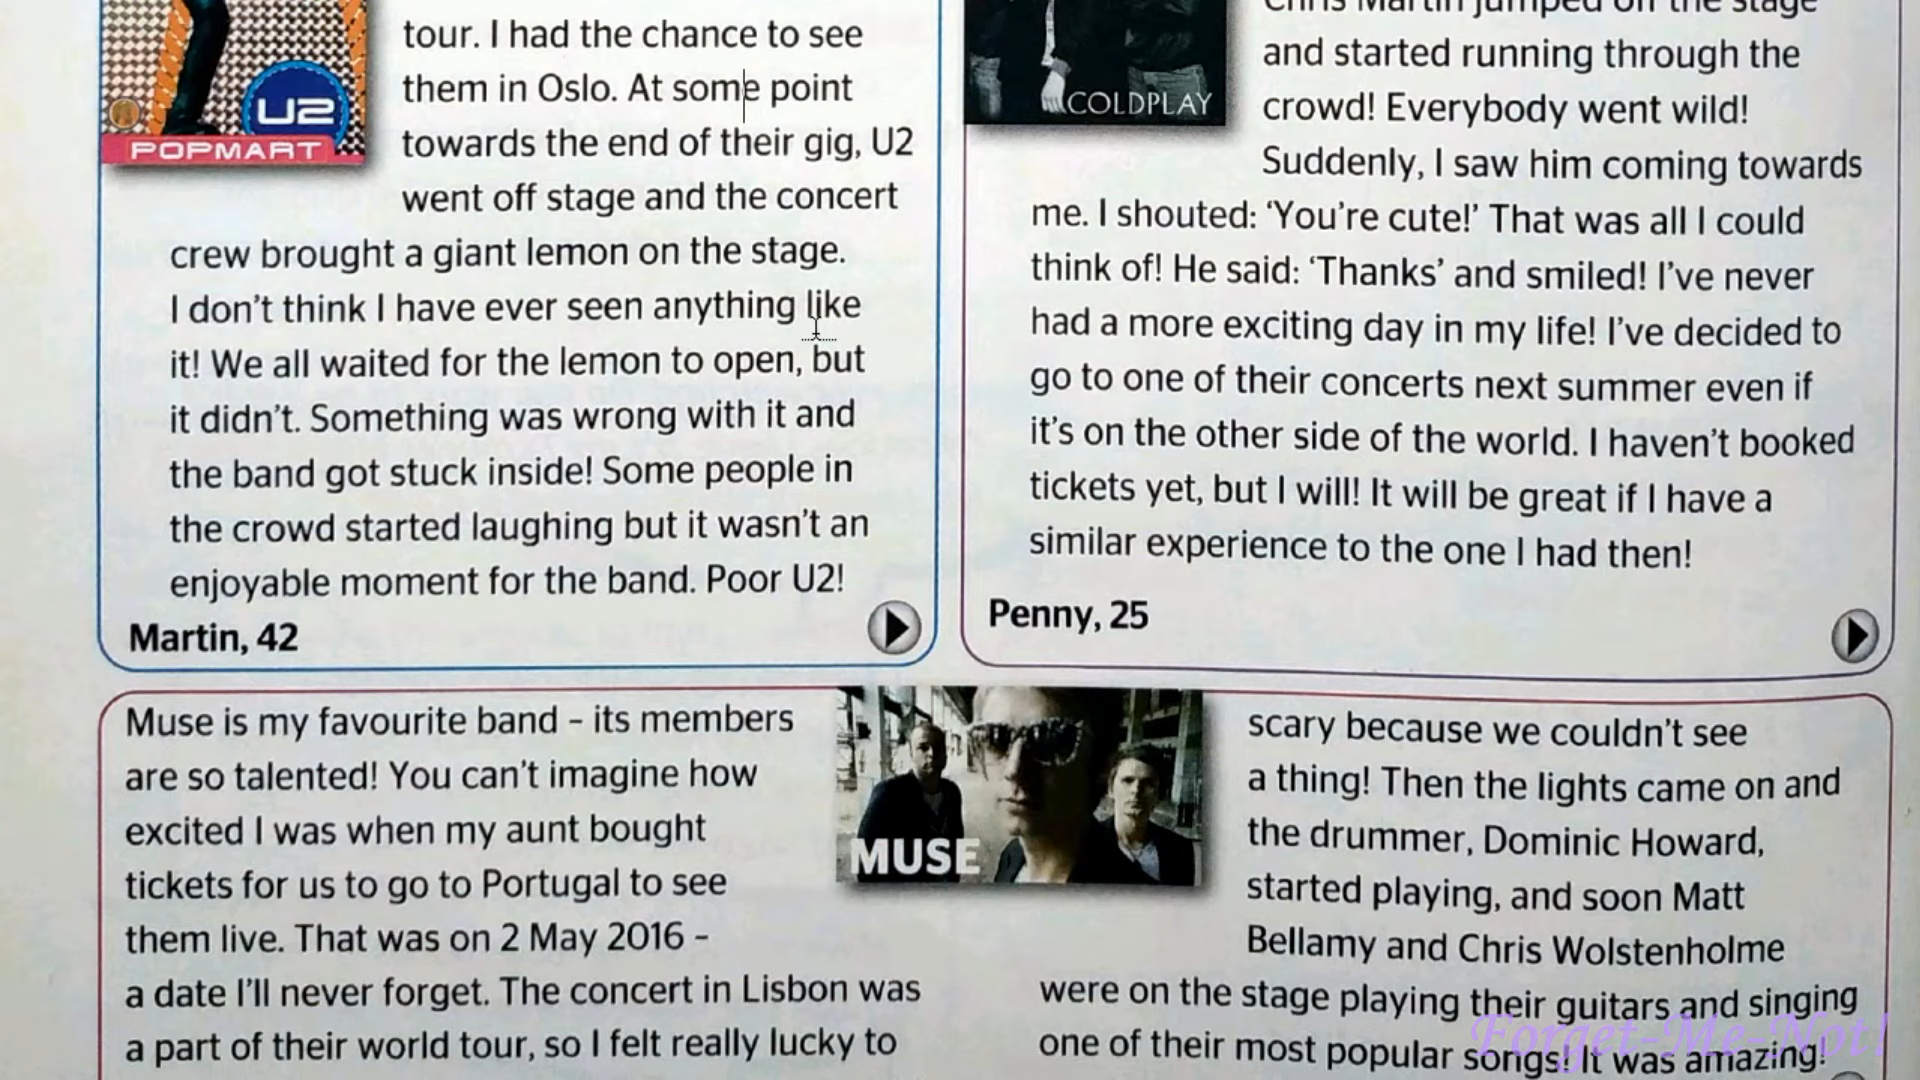 tour. I had the chance to see
them in Oslo. At some point
towards the end of their gig, U2
went off stage and the concert
crew brought a giant lemon on the stage.
I don't think I have ever seen anything like
it! We all waited for the lemon to open, but
it didn't. Something was wrong with it and
the band got stuck inside! Some people in
the crowd started laughing but it wasn't an
enjoyable moment for the band. Poor U2!
Martin, 42
U2
POPMART
Chris Martin jumped off the stage
and started running through the
crowd! Everybody went wild!
Suddenly, I saw him coming towards
me. I shouted: ‘You're cute!’ That was all I could
think of! He said: ‘Thanks’ and smiled! I've never
had a more exciting day in my life! I've decided to
go to one of their concerts next summer even if
it's on the other side of the world. I haven't booked
tickets yet, but I will! It will be great if I have a
similar experience to the one I had then!
Penny, 25
COLDPLAY
Muse is my favourite band – its members
are so talented! You can't imagine how
excited I was when my aunt bought
tickets for us to go to Portugal to see
them live. That was on 2 May 2016 –
a date I'll never forget. The concert in Lisbon was
a part of their world tour, so I felt really lucky to
MUSE
scary because we couldn't see
a thing! Then the lights came on and
the drummer, Dominic Howard,
started playing, and soon Matt
Bellamy and Chris Wolstenholme
were on the stage playing their guitars and singing
one of their most popular songs! It was amazing!
Forget-Me-Not!